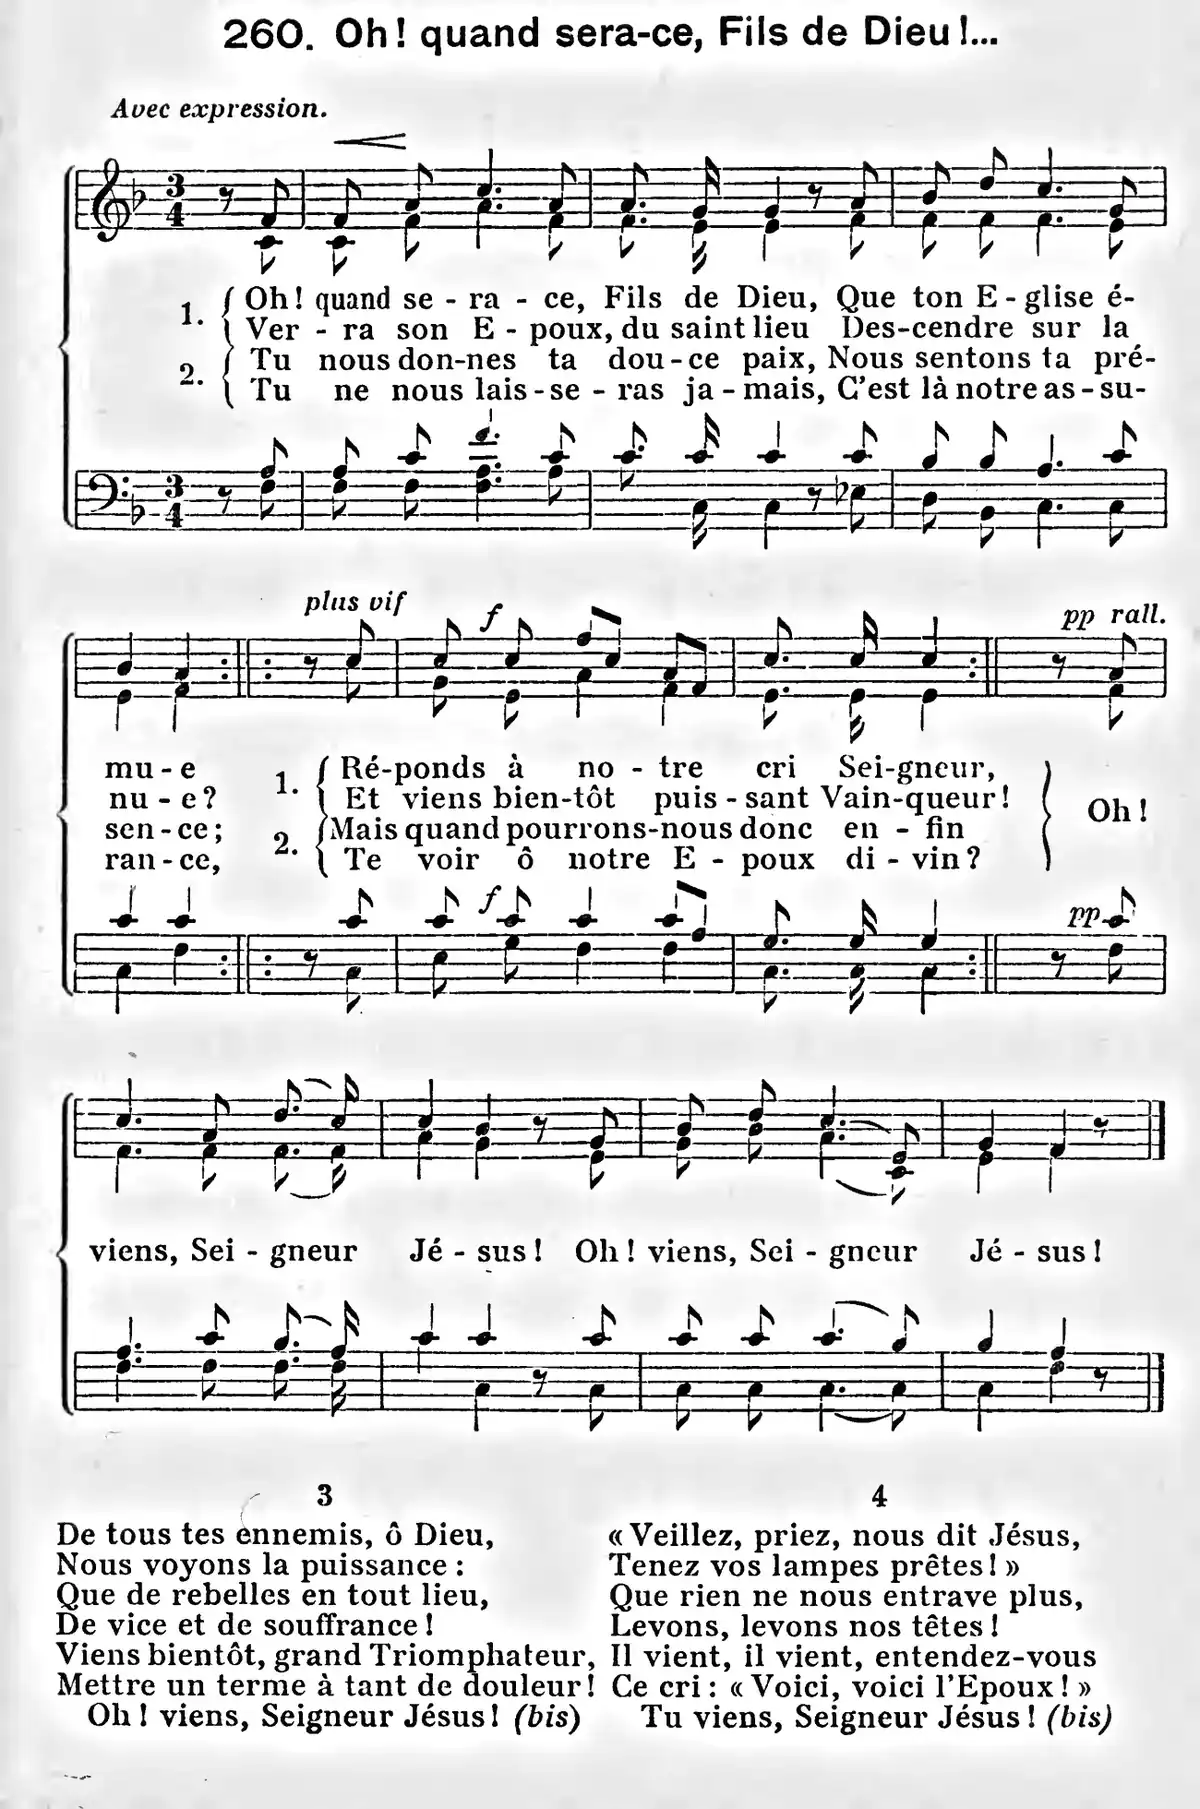 260. Oh! quand sera-ce, Fils de Dieu!...
Avec expression.
1. Oh! quand se - ra - ce, Fils de Dieu, Que ton E - glise é-
Ver - ra son E - poux, du saint lieu Des-cendre sur la
2. Tu nous don-nes ta dou - ce paix, Nous sentons ta pré-
Tu ne nous lais - se - ras ja - mais, C'est là notre as - su-
plus vif f pp rall.
mu - e 1. Ré-ponds à no - tre cri Sei-gneur,
nu - e? Et viens bien-tôt puis - sant Vain-queur! Oh!
sen - ce; 2. Mais quand pourrons-nous donc en - fin
ran - ce, Te voir ô notre E - poux di - vin?
f pp
viens, Sei - gneur Jé - sus! Oh! viens, Sei - gneur Jé - sus!
3
De tous tes ennemis, ô Dieu,
Nous voyons la puissance :
Que de rebelles en tout lieu,
De vice et de souffrance !
Viens bientôt, grand Triomphateur,
Mettre un terme à tant de douleur!
Oh! viens, Seigneur Jésus! (bis)
4
« Veillez, priez, nous dit Jésus,
Tenez vos lampes prêtes! »
Que rien ne nous entrave plus,
Levons, levons nos têtes !
Il vient, il vient, entendez-vous
Ce cri : « Voici, voici l'Epoux! »
Tu viens, Seigneur Jésus! (bis)